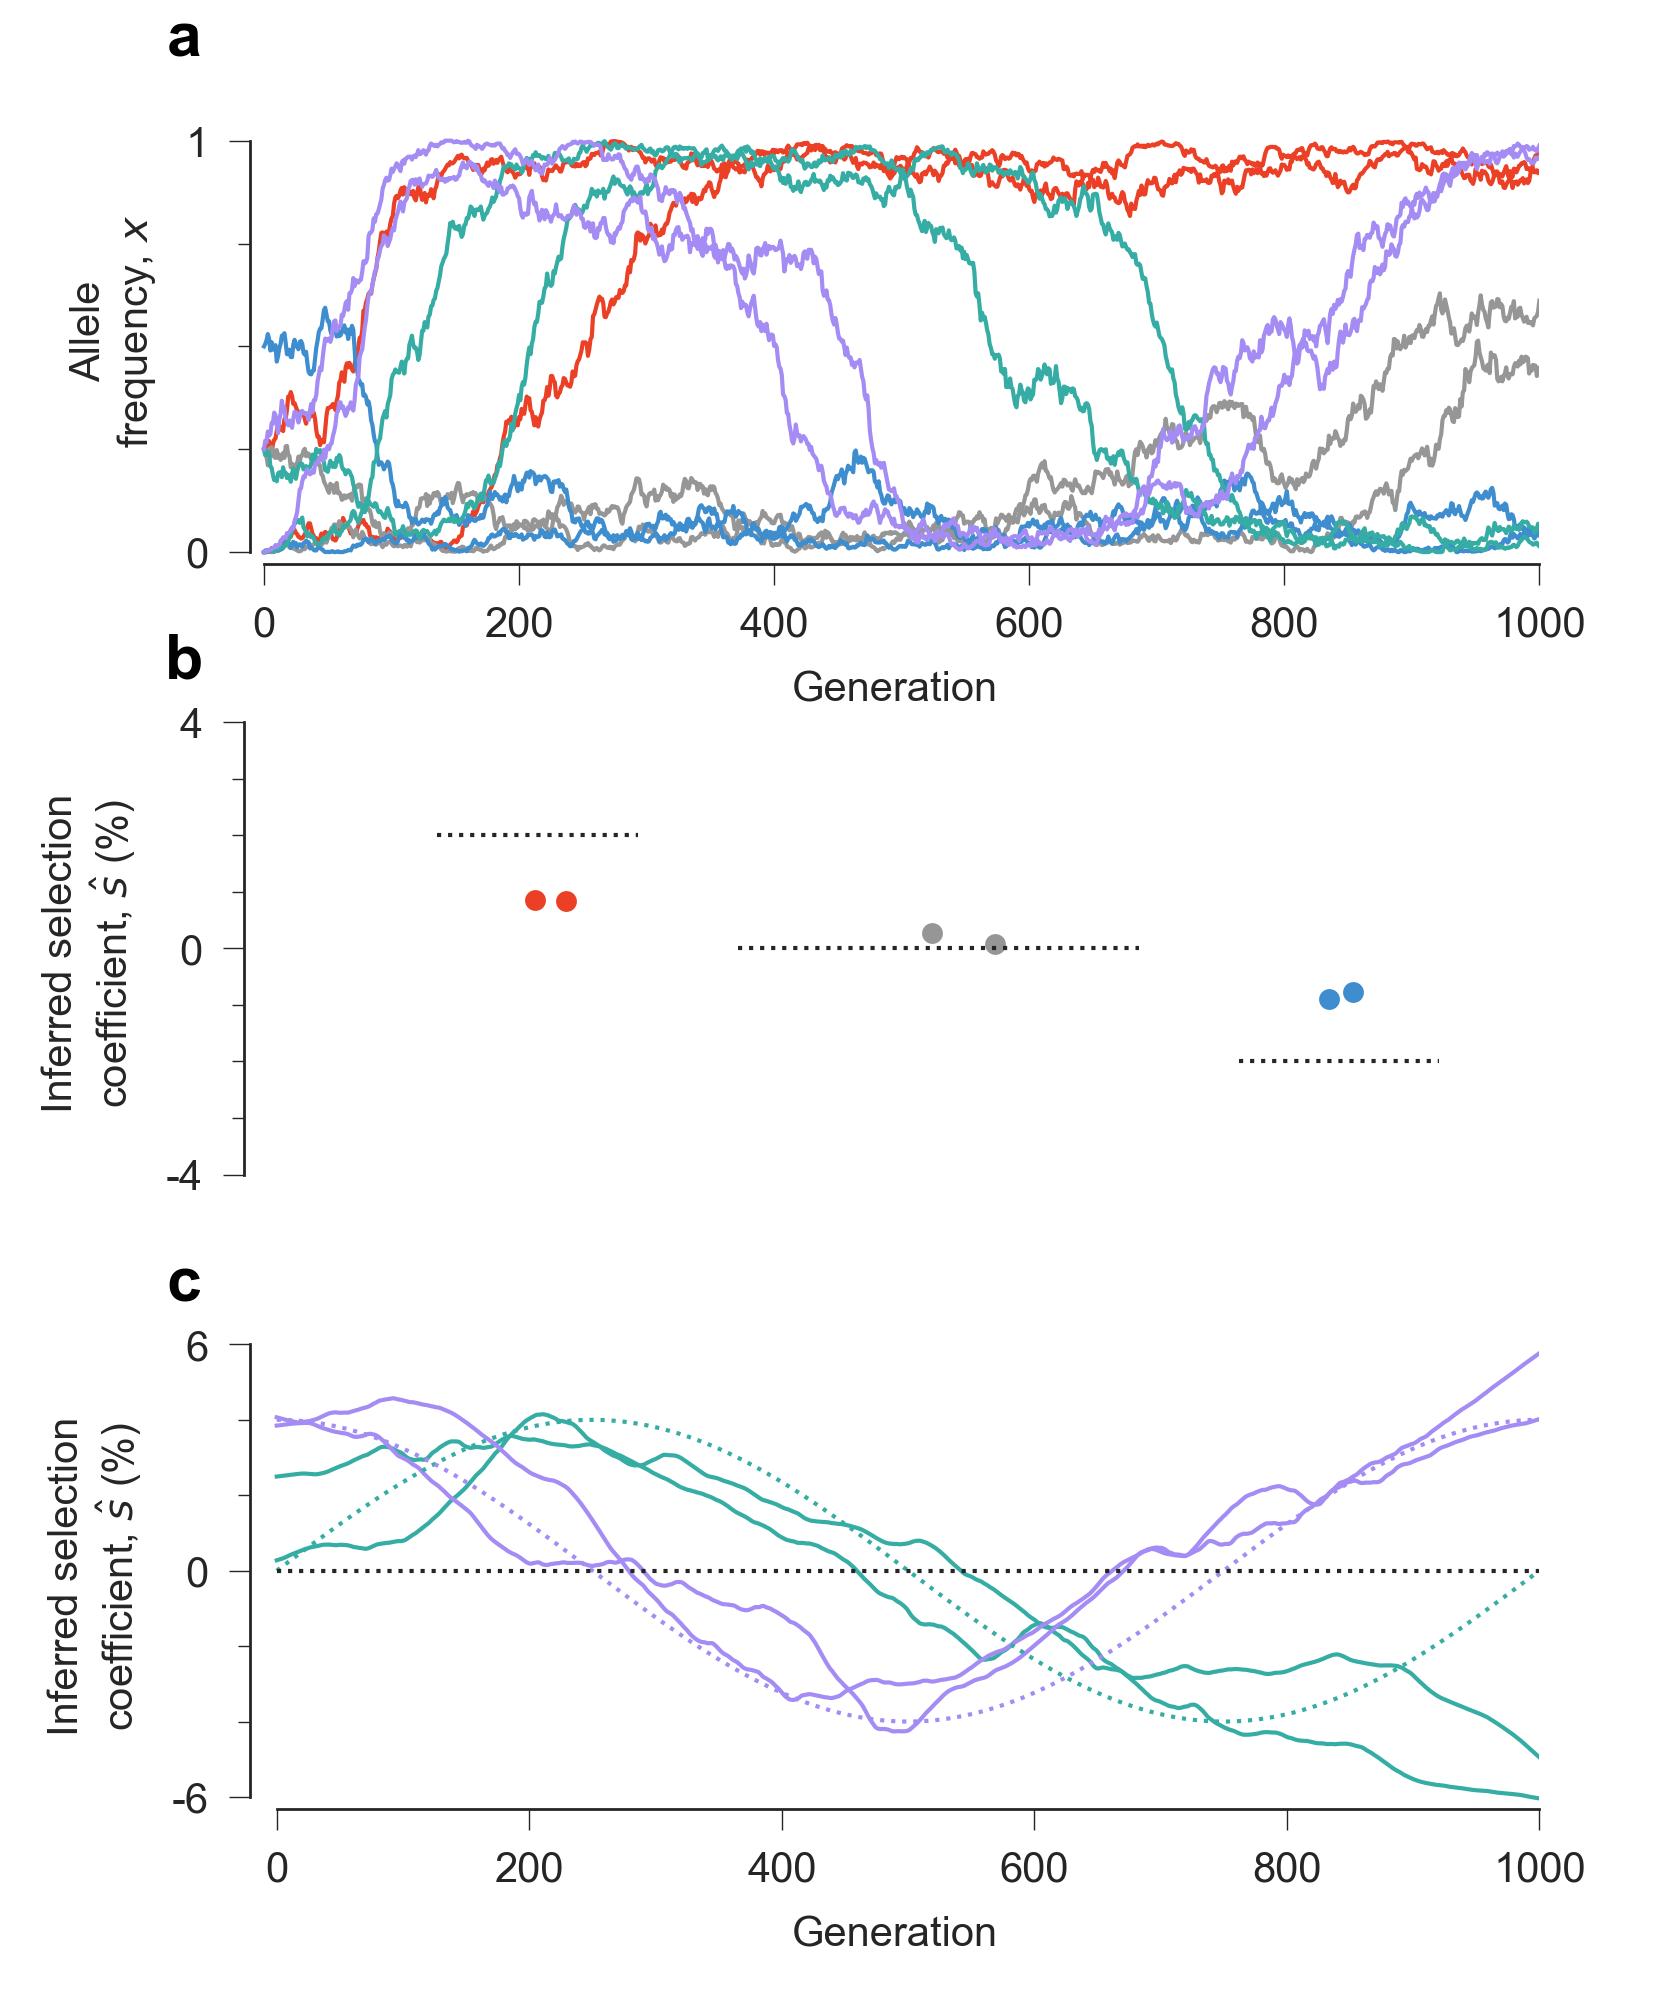 a
1
0
Allele
frequency, x
0 200 400 600 800 1000
Generation
b
4
0
-4
Inferred selection
coefficient, ŝ (%)
c
6
0
-6
Inferred selection
coefficient, ŝ (%)
0 200 400 600 800 1000
Generation